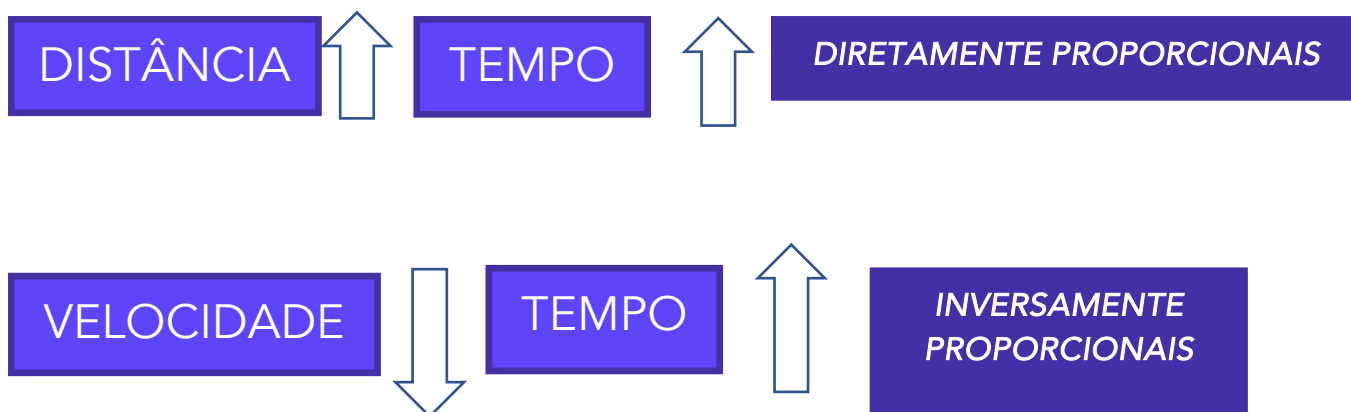 DISTÂNCIA TEMPO DIRETAMENTE PROPORCIONAIS
VELOCIDADE TEMPO INVERSAMENTE
PROPORCIONAIS